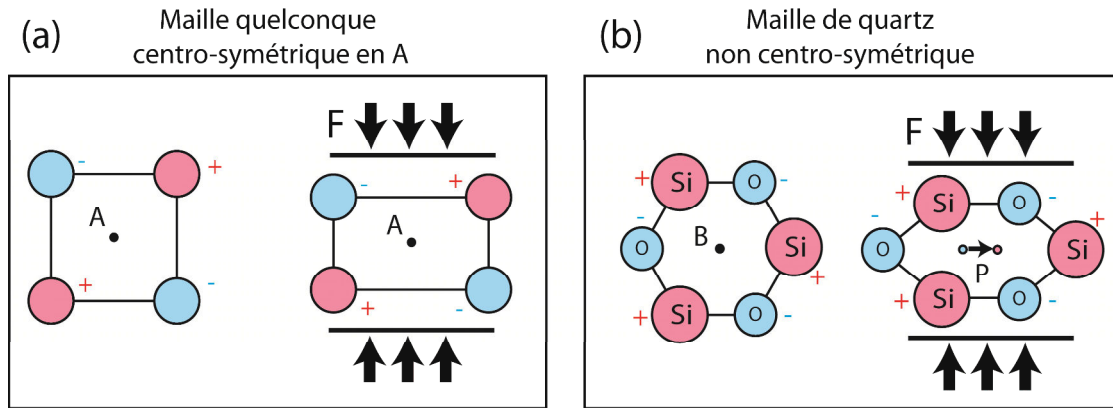 (a)
Maille quelconque
centro-symétrique en A
- +
A
+ -
F
- +
A
+ -
(b)
Maille de quartz
non centro-symétrique
+ Si O -
- O B Si +
+ Si O -
F
+ Si O -
- O P Si +
+ Si O -